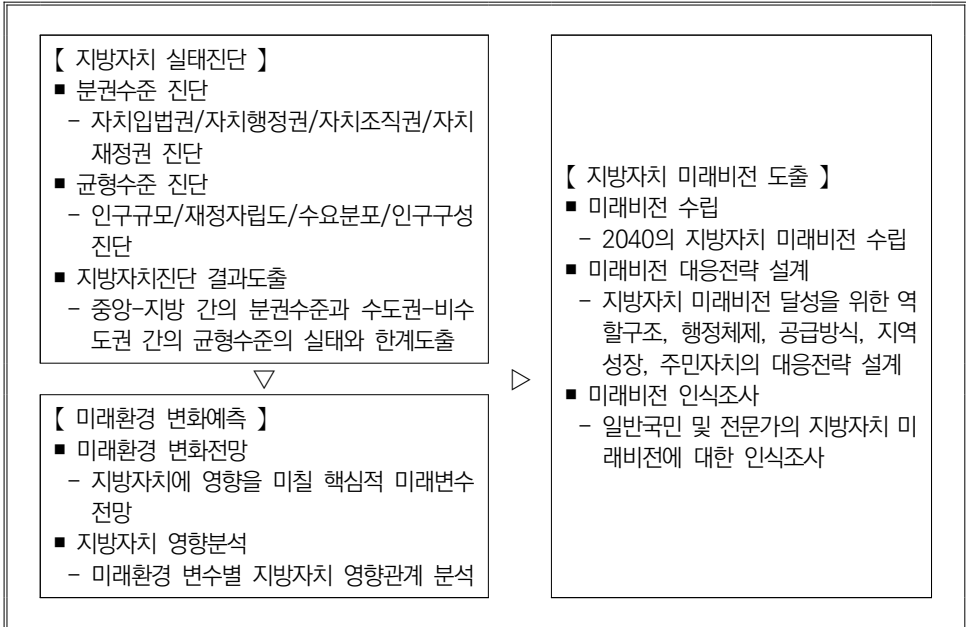 【 지방자치 실태진단 】
■ 분권수준 진단
- 자치입법권/자치행정권/자치조직권/자치
재정권 진단
■ 균형수준 진단
- 인구규모/재정자립도/수요분포/인구구성
진단
■ 지방자치진단 결과도출
- 중앙-지방 간의 분권수준과 수도권-비수
도권 간의 균형수준의 실태와 한계도출
▽
【 미래환경 변화예측 】
■ 미래환경 변화전망
- 지방자치에 영향을 미칠 핵심적 미래변수
전망
■ 지방자치 영향분석
- 미래환경 변수별 지방자치 영향관계 분석
▷
【 지방자치 미래비전 도출 】
■ 미래비전 수립
- 2040의 지방자치 미래비전 수립
■ 미래비전 대응전략 설계
- 지방자치 미래비전 달성을 위한 역
할구조, 행정체제, 공급방식, 지역
성장, 주민자치의 대응전략 설계
■ 미래비전 인식조사
- 일반국민 및 전문가의 지방자치 미
래비전에 대한 인식조사